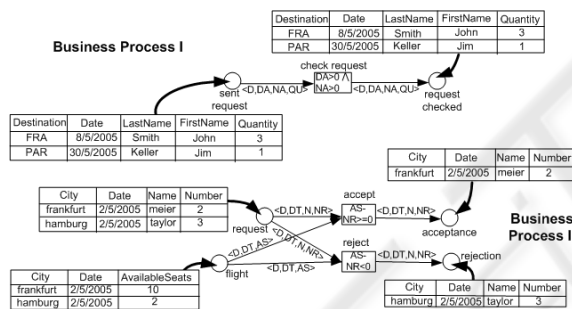 Business Process I
Destination Date LastName FirstName Quantity
FRA 8/5/2005 Smith John 3
PAR 30/5/2005 Keller Jim 1
check request
DA>0 Λ
NA>0
<D,DA,NA,QU>
<D,DA,NA,QU>
sent
request
request
checked
Destination Date LastName FirstName Quantity
FRA 8/5/2005 Smith John 3
PAR 30/5/2005 Keller Jim 1
City Date Name Number
frankfurt 2/5/2005 meier 2
City Date Name Number
frankfurt 2/5/2005 meier 2
hamburg 2/5/2005 taylor 3
request
<D,DT,N,NR>
accept
AS-
NR>=0
<D,DT,N,NR>
acceptance
Business
Process I
<D,DT,AS>
<D,DT,N,NR>
reject
AS-
NR<0
<D,DT,N,NR>
rejection
flight
<D,DT,AS>
City Date AvailableSeats
frankfurt 2/5/2005 10
hamburg 2/5/2005 2
City Date Name Number
hamburg 2/5/2005 taylor 3